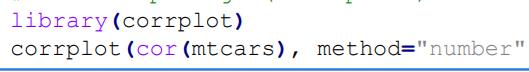 library(corrplot)
corrplot(cor(mtcars), method="number"